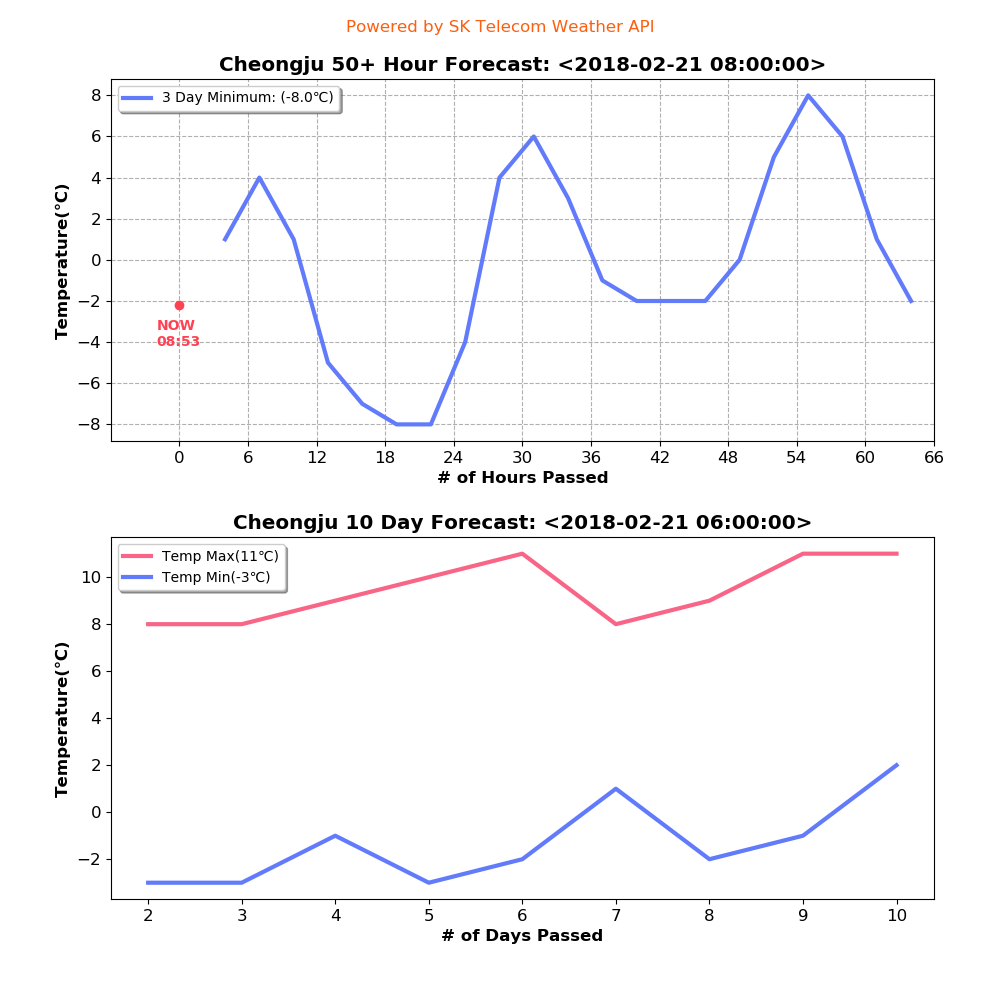 Powered by SK Telecom Weather API
Cheongju 50+ Hour Forecast: <2018-02-21 08:00:00>
3 Day Minimum: (-8.0℃)
8
6
4
2
0
−2
−4
−6
−8
Temperature(℃)
NOW
08:53
0 6 12 18 24 30 36 42 48 54 60 66
# of Hours Passed
Cheongju 10 Day Forecast: <2018-02-21 06:00:00>
Temp Max(11℃)
Temp Min(-3℃)
10
8
6
4
2
0
−2
Temperature(℃)
2 3 4 5 6 7 8 9 10
# of Days Passed